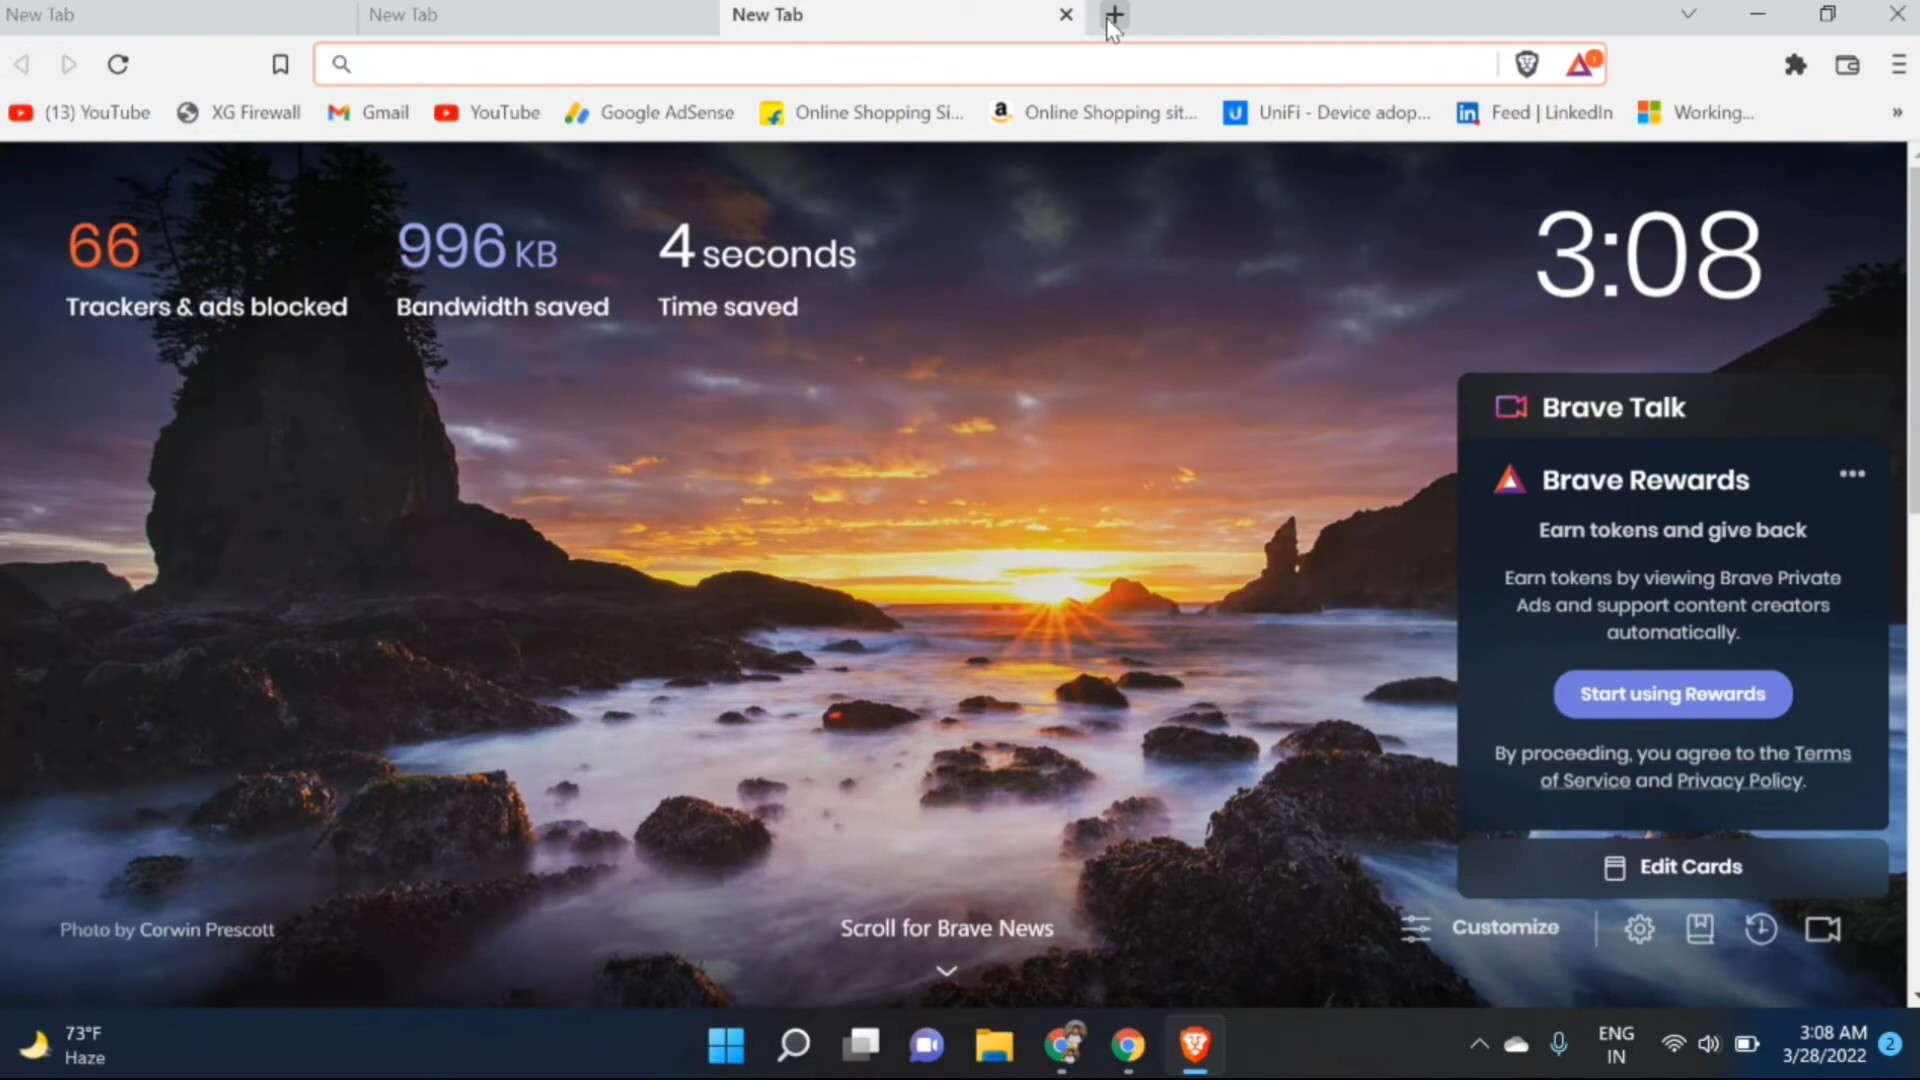 New Tab
New Tab
New Tab
(13) YouTube
XG Firewall
Gmail
YouTube
Google AdSense
Online Shopping Si...
Online Shopping sit...
UniFi - Device adop...
Feed | LinkedIn
Working...
66
Trackers & ads blocked
996 KB
Bandwidth saved
4 seconds
Time saved
3:08
Brave Talk
Brave Rewards
Earn tokens and give back
Earn tokens by viewing Brave Private
Ads and support content creators
automatically.
Start using Rewards
By proceeding, you agree to the Terms
of Service and Privacy Policy.
Edit Cards
Photo by Corwin Prescott
Scroll for Brave News
Customize
73°F
Haze
ENG
IN
3:08 AM
3/28/2022
2